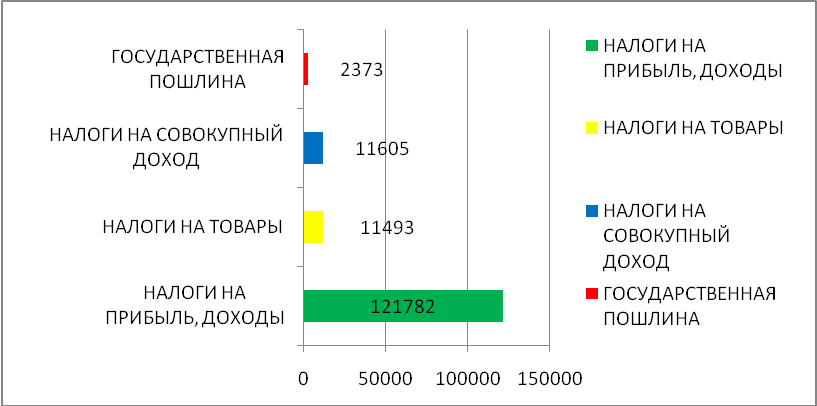 ГОСУДАРСТВЕННАЯ
ПОШЛИНА
2373
НАЛОГИ НА СОВОКУПНЫЙ
ДОХОД
11605
НАЛОГИ НА ТОВАРЫ
11493
НАЛОГИ НА
ПРИБЫЛЬ, ДОХОДЫ
121782
0 50000 100000 150000
НАЛОГИ НА
ПРИБЫЛЬ, ДОХОДЫ
НАЛОГИ НА ТОВАРЫ
НАЛОГИ НА
СОВОКУПНЫЙ
ДОХОД
ГОСУДАРСТВЕННАЯ
ПОШЛИНА